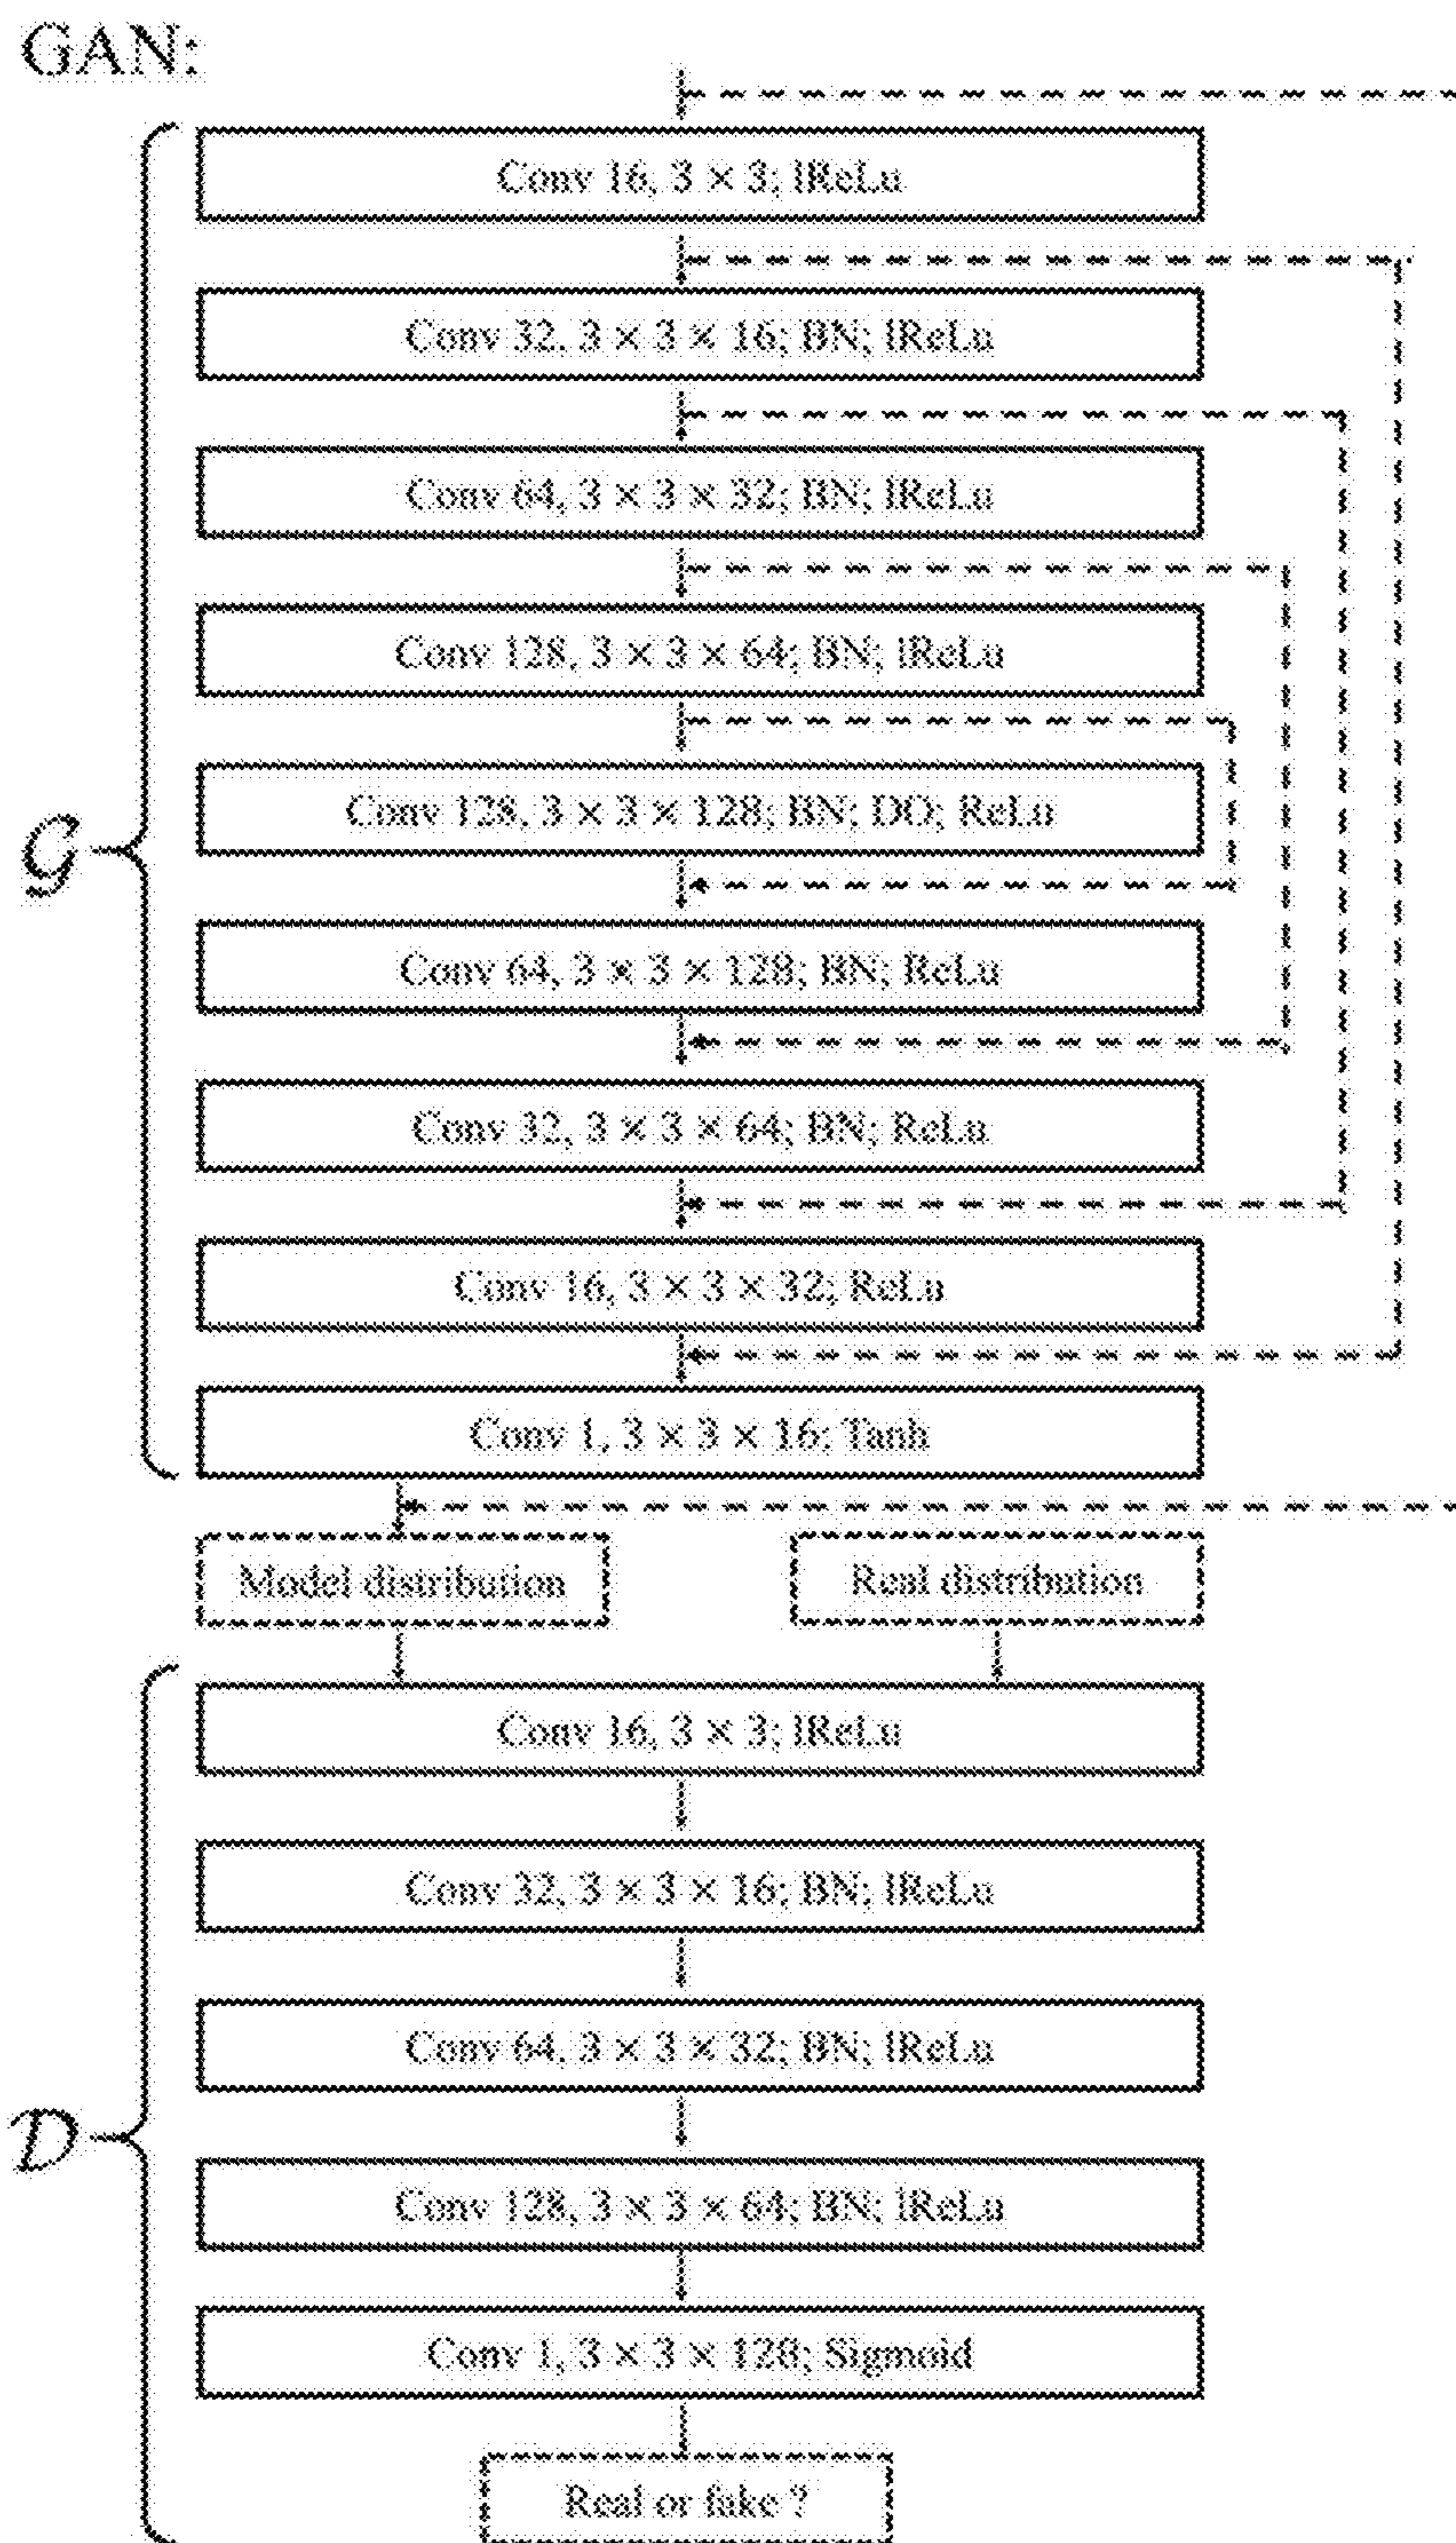 GAN:
Conv 16, 3 × 3; lReLu
Conv 32, 3 × 3 × 16; BN; lReLu
Conv 64, 3 × 3 × 32; BN; lReLu
Conv 128, 3 × 3 × 64; BN; lReLu
Conv 128, 3 × 3 × 128; BN; DO; ReLu
G
Conv 64, 3 × 3 × 128; BN; ReLu
Conv 32, 3 × 3 × 64; BN; ReLu
Conv 16, 3 × 3 × 32; ReLu
Conv 1, 3 × 3 × 16; Tanh
Model distribution
Real distribution
Conv 16, 3 × 3; lReLu
Conv 32, 3 × 3 × 16; BN; lReLu
Conv 64, 3 × 3 × 32; BN; lReLu
D
Conv 128, 3 × 3 × 64; BN; lReLu
Conv 1, 3 × 3 × 128; Sigmoid
Real or fake ?